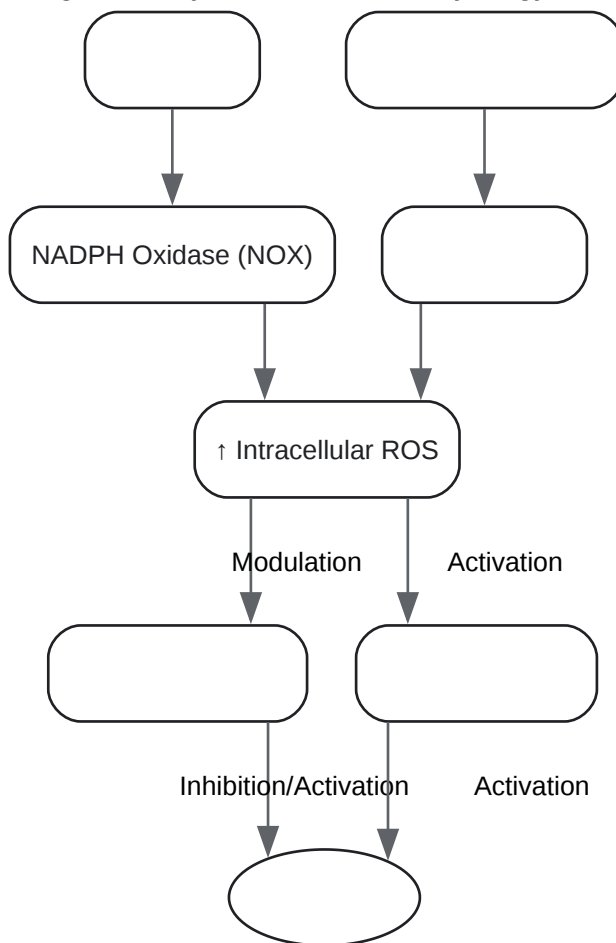 NADPH Oxidase (NOX)
↑ Intracellular ROS
Modulation
Activation
Inhibition/Activation
Activation